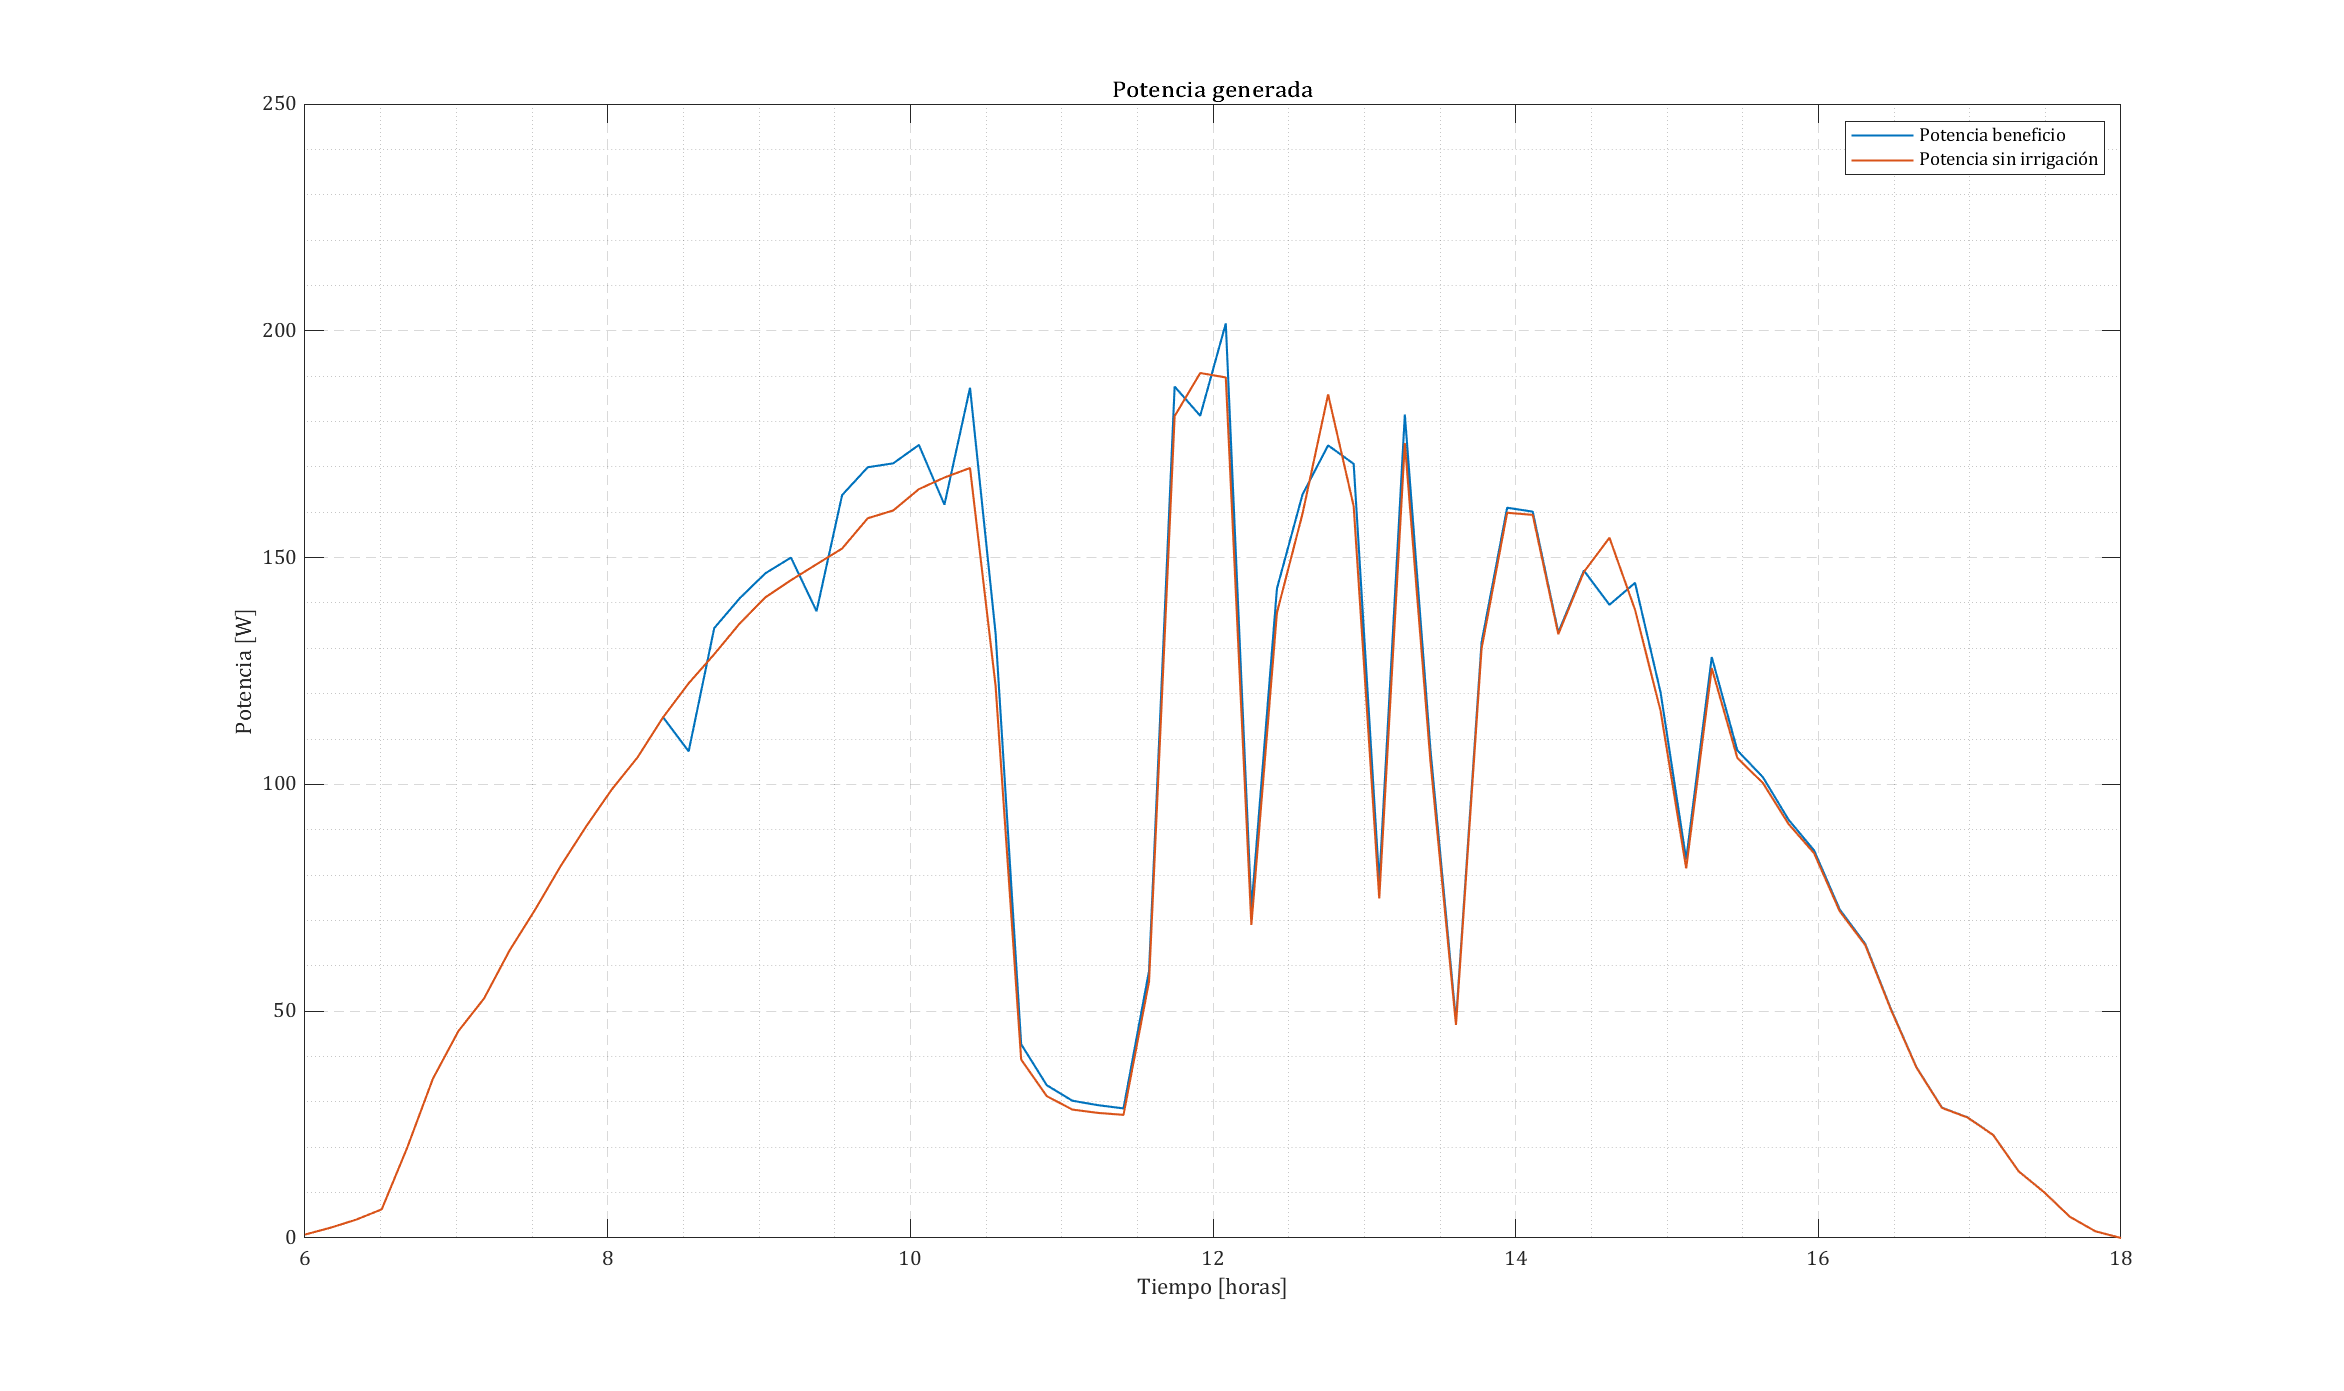 Potencia generada
250
200
150
100
50
0
Potencia [W]
Potencia beneficio
Potencia sin irrigación
6 8 10 12 14 16 18
Tiempo [horas]